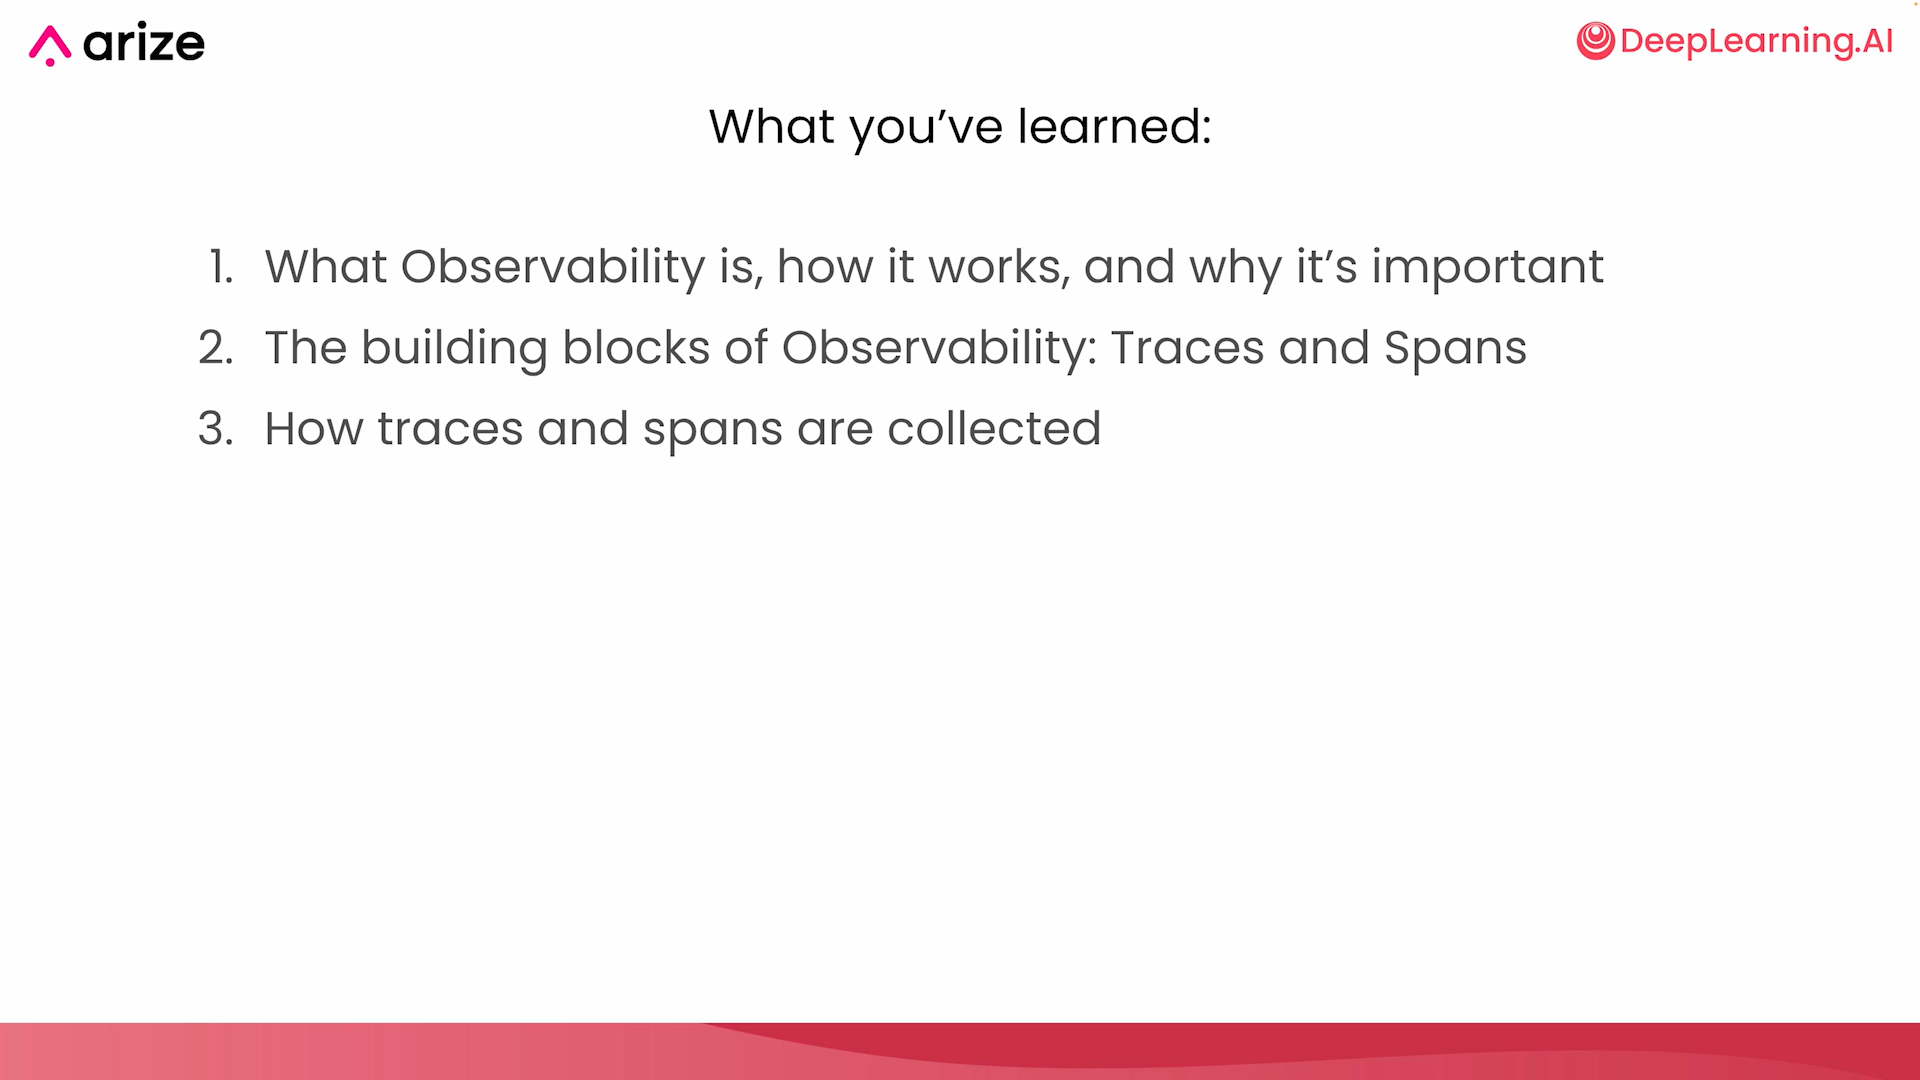 arize
DeepLearning.AI
What you’ve learned:
1. What Observability is, how it works, and why it’s important
2. The building blocks of Observability: Traces and Spans
3. How traces and spans are collected